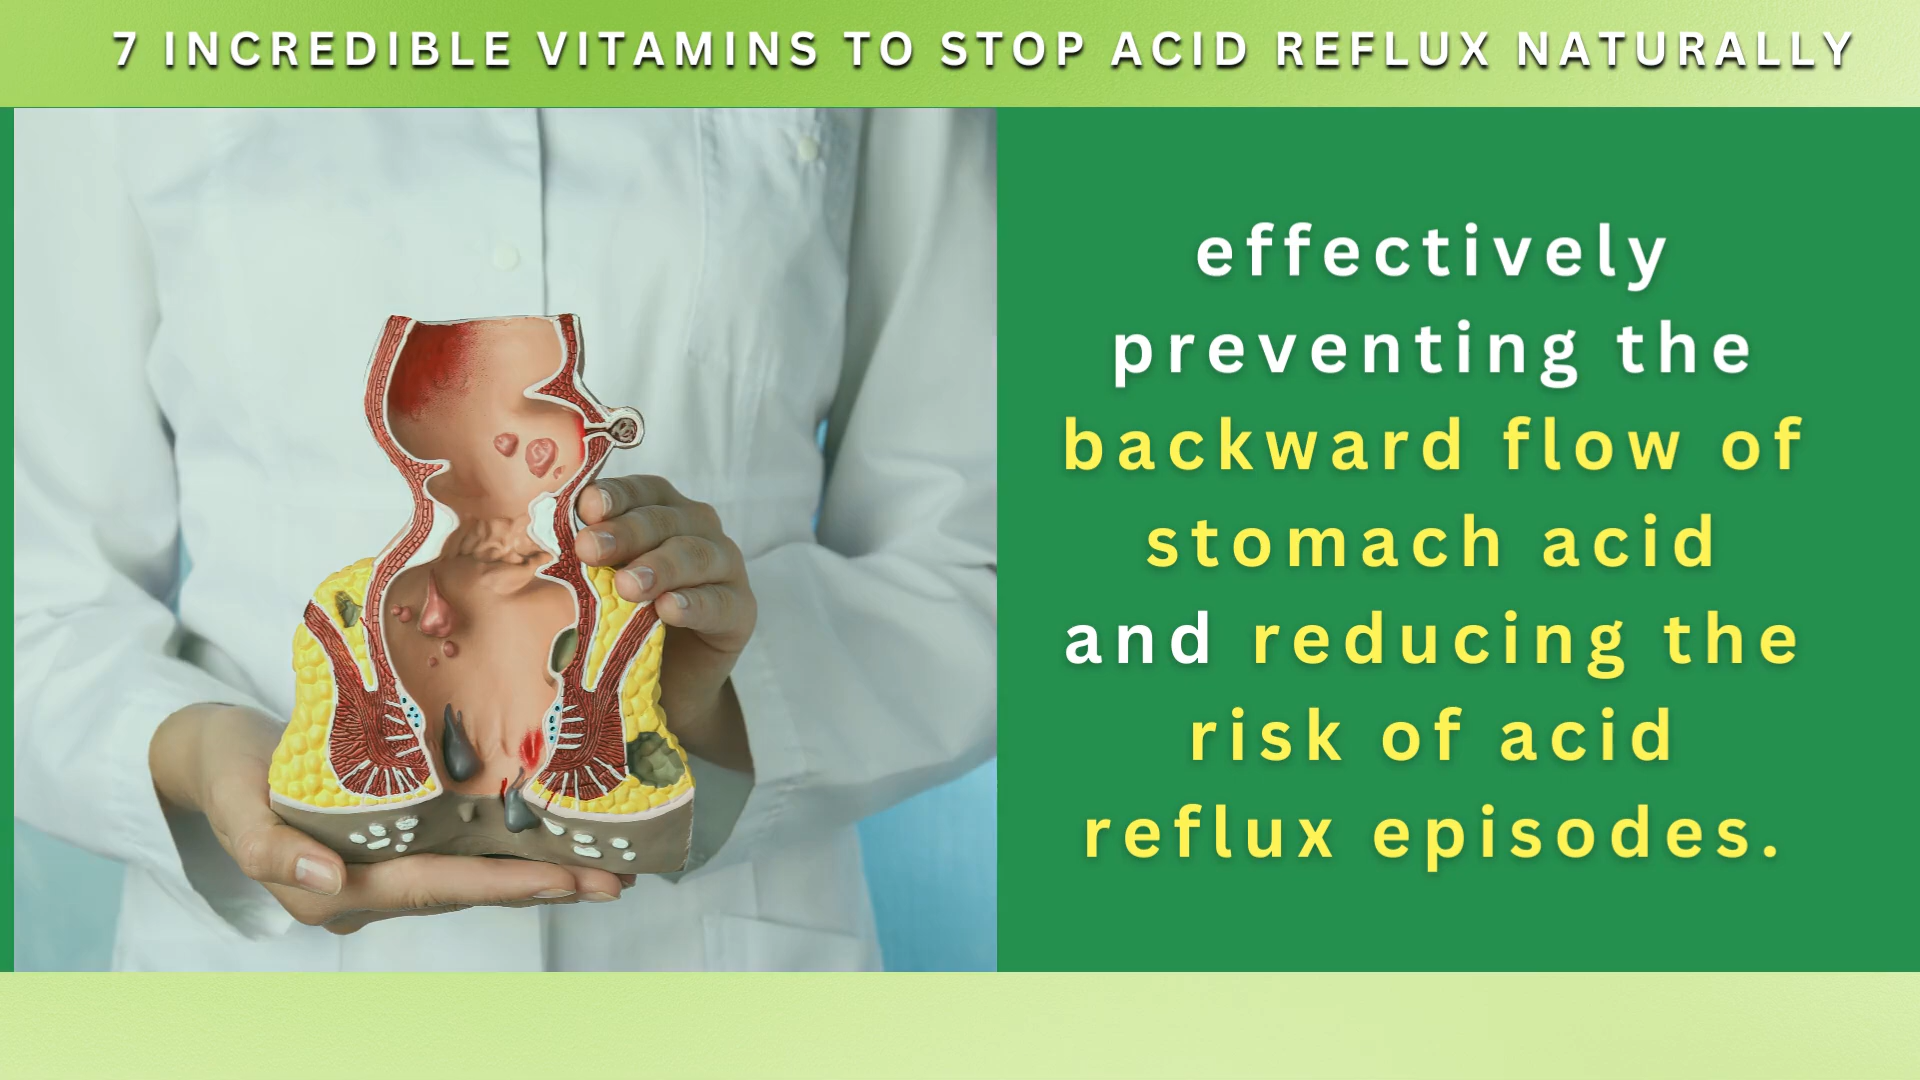 7 INCREDIBLE VITAMINS TO STOP ACID REFLUX NATURALLY
effectively
preventing the
backward flow of
stomach acid
and reducing the
risk of acid
reflux episodes.